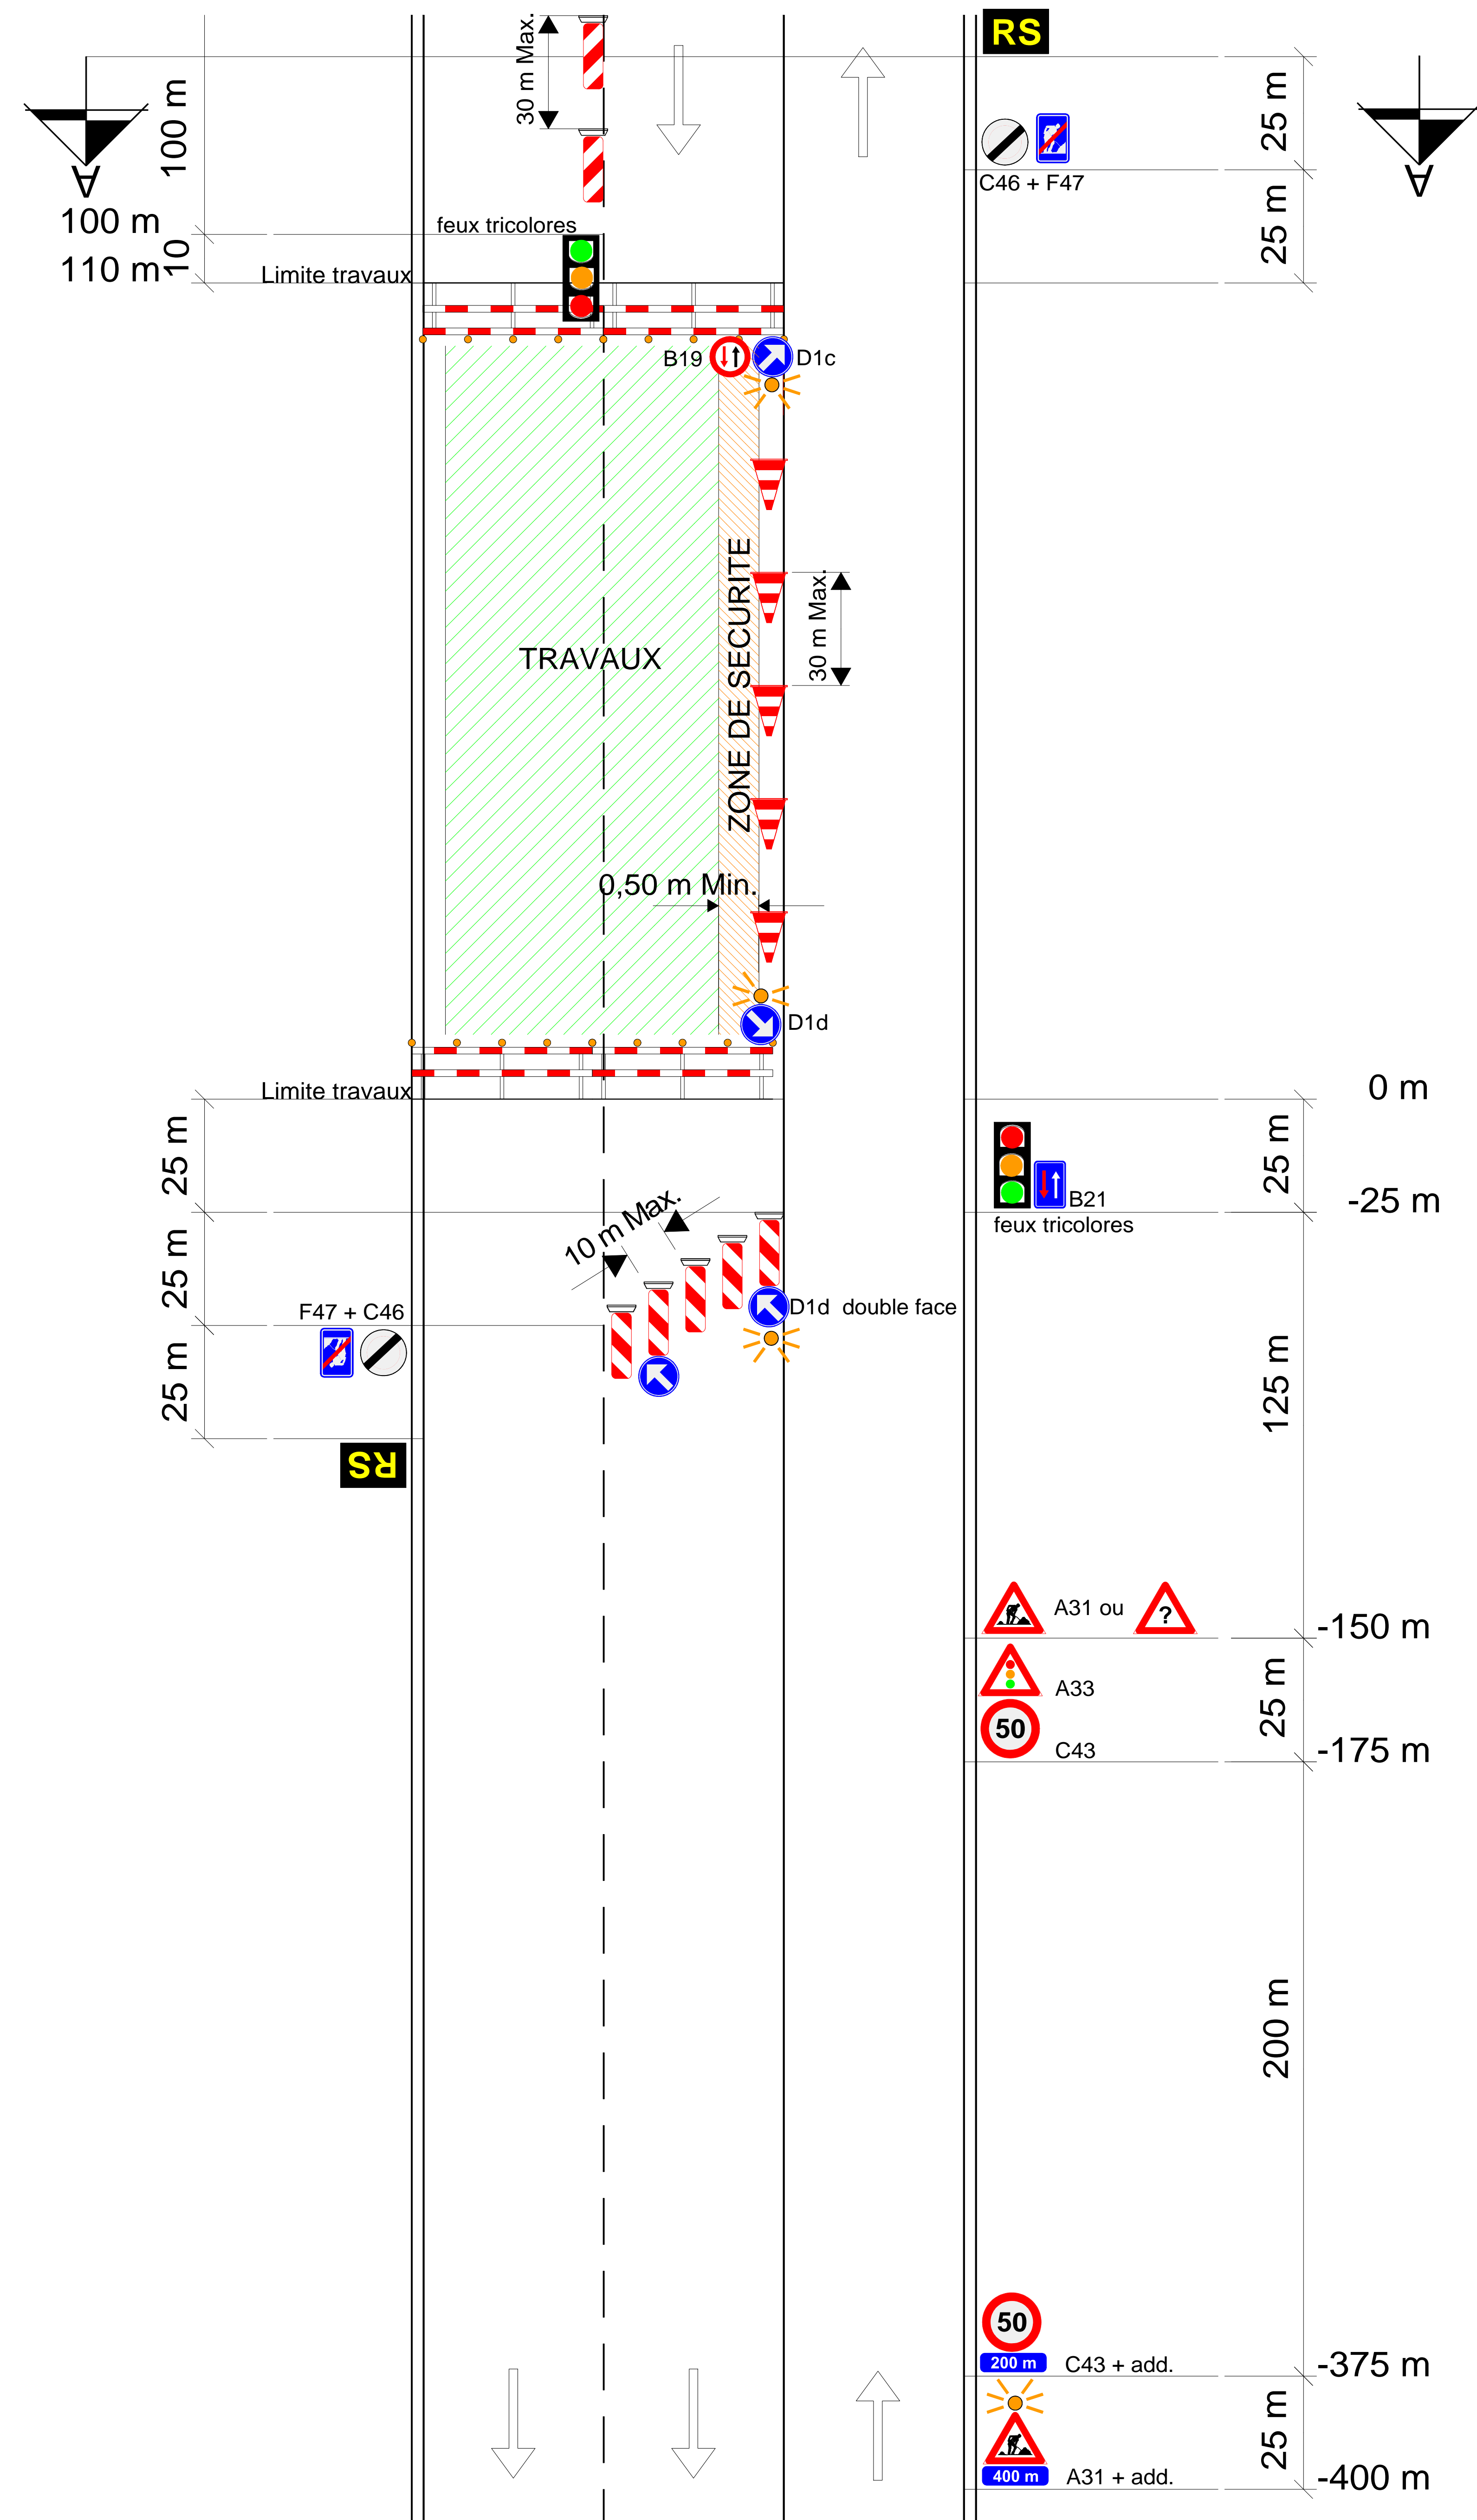 RS
30 m Max.
100 m
25 m
A
A
C46 + F47
100 m
25 m
feux tricolores
10
110 m
Limite travaux
B19
D1c
ZONE DE SECURITE
30 m Max.
TRAVAUX
0,50 m Min.
D1d
Limite travaux
0 m
25 m
25 m
B21
-25 m
feux tricolores
10 m Max.
25 m
F47 + C46
D1d double face
25 m
125 m
RS
A31 ou
?
-150 m
A33
25 m
50
C43
-175 m
200 m
50
200 m
C43 + add.
-375 m
25 m
400 m
A31 + add.
-400 m